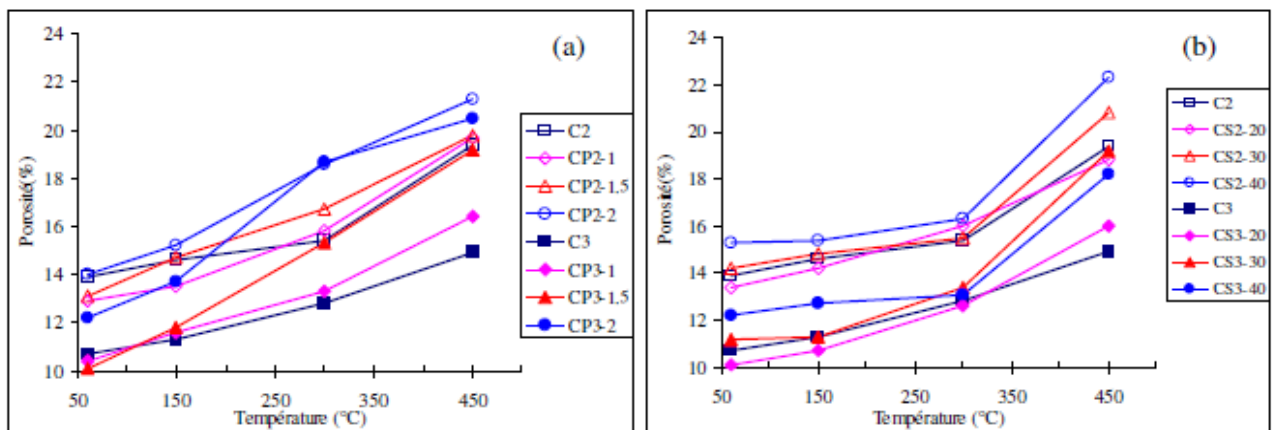 (a)
Porosité(%)
24
22
20
18
16
14
12
10
50
150
250
350
450
Température (°C)
C2
CP2-1
CP2-1.5
CP2-2
C3
CP3-1
CP3-1.5
CP3-2
(b)
Porosité(%)
24
22
20
18
16
14
12
10
50
150
250
350
450
Température (°C)
C2
CS2-20
CS2-30
CS2-40
C3
CS3-20
CS3-30
CS3-40